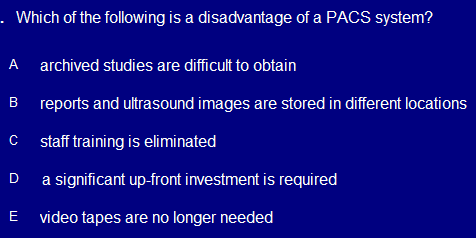 . Which of the following is a disadvantage of a PACS system?
A archived studies are difficult to obtain
B reports and ultrasound images are stored in different locations
C staff training is eliminated
D a significant up-front investment is required
E video tapes are no longer needed